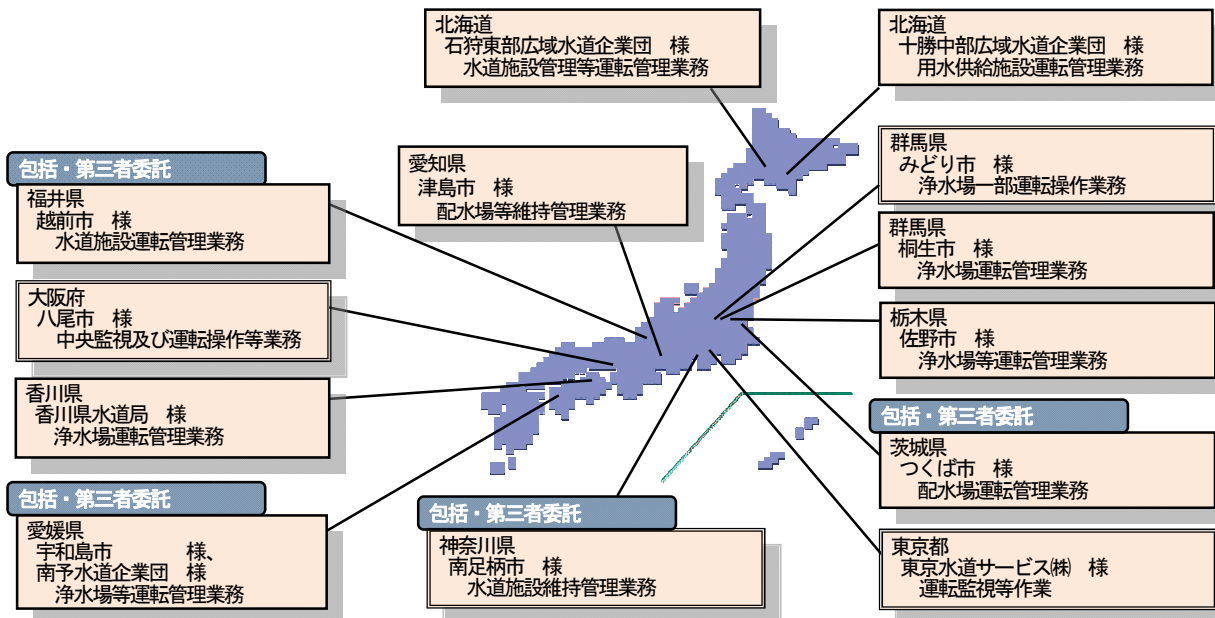 北海道
石狩東部広域水道企業団　様
水道施設管理等運転管理業務
北海道
十勝中部広域水道企業団　様
用水供給施設運転管理業務
群馬県
みどり市　様
浄水場一部運転操作業務
愛知県
津島市　様
配水場等維持管理業務
包括・第三者委託
福井県
越前市　様
水道施設運転管理業務
群馬県
桐生市　様
浄水場運転管理業務
大阪府
八尾市　様
中央監視及び運転操作等業務
栃木県
佐野市　様
浄水場等運転管理業務
香川県
香川県水道局　様
浄水場運転管理業務
包括・第三者委託
茨城県
つくば市　様
配水場運転管理業務
包括・第三者委託
愛媛県
宇和島市　　　　様、
南予水道企業団　様
浄水場等運転管理業務
包括・第三者委託
神奈川県
南足柄市　様
水道施設維持管理業務
東京都
東京水道サービス㈱　様
運転監視等作業